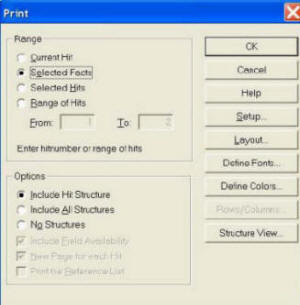 Print
Range
Current Hit
Selected Facts
Selected Hits
Range of Hits
From: 1 To: 2
Enter hitnumber or range of hits
Options
Include Hit Structure
Include All Structures
No Structures
Include Field Availability
New Page for each Hit
Print the Reference List
OK
Cancel
Help
Setup...
Layout...
Define Fonts...
Define Colors...
Rows/Columns...
Structure View...